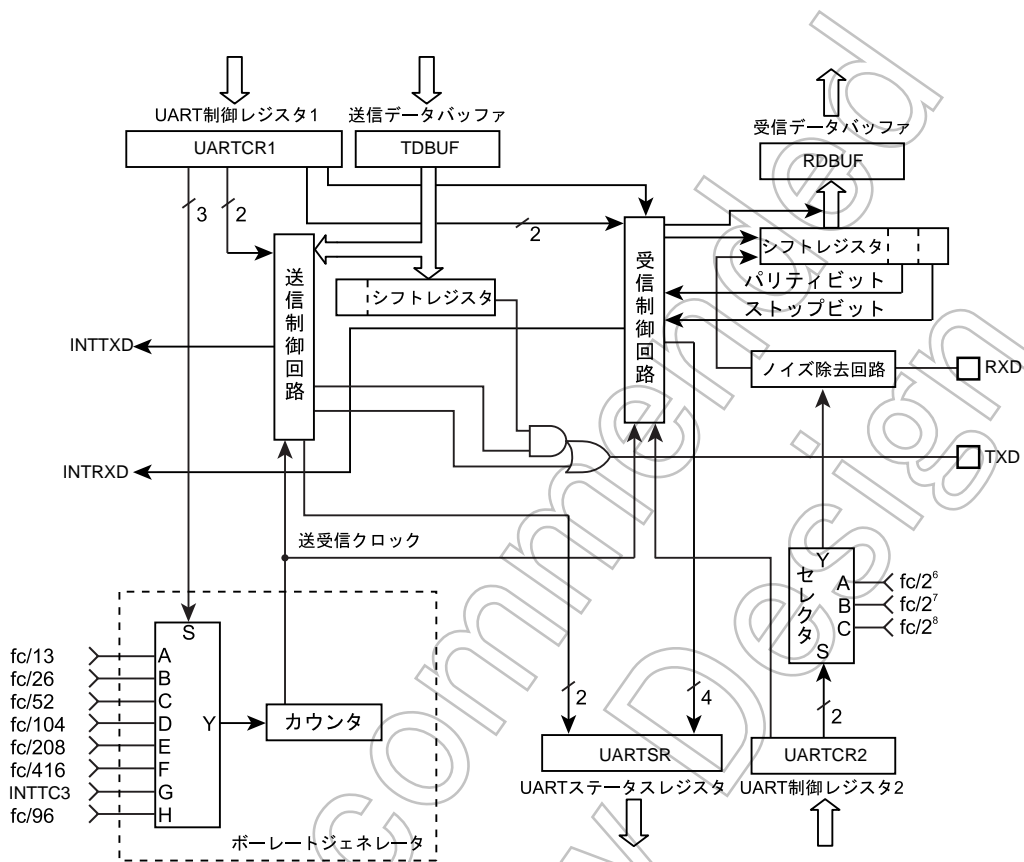 UART制御レジスタ1
送信データバッファ
受信データバッファ
UARTCR1
TDBUF
RDBUF
3
2
2
シフトレジスタ
パリティビット
ストップビット
送信制御回路
シフトレジスタ
受信制御回路
INTTXD
ノイズ除去回路
RXD
INTRXD
TXD
送受信クロック
Y
セレクタ
A
B
C
S
fc/2⁶
fc/2⁷
fc/2⁸
S
fc/13
fc/26
fc/52
fc/104
fc/208
fc/416
INTTC3
fc/96
A
B
C
D
E
F
G
H
Y
カウンタ
2
4
2
UARTSR
UARTCR2
UARTステータスレジスタ
UART制御レジスタ2
ボーレートジェネレータ
commended
Design